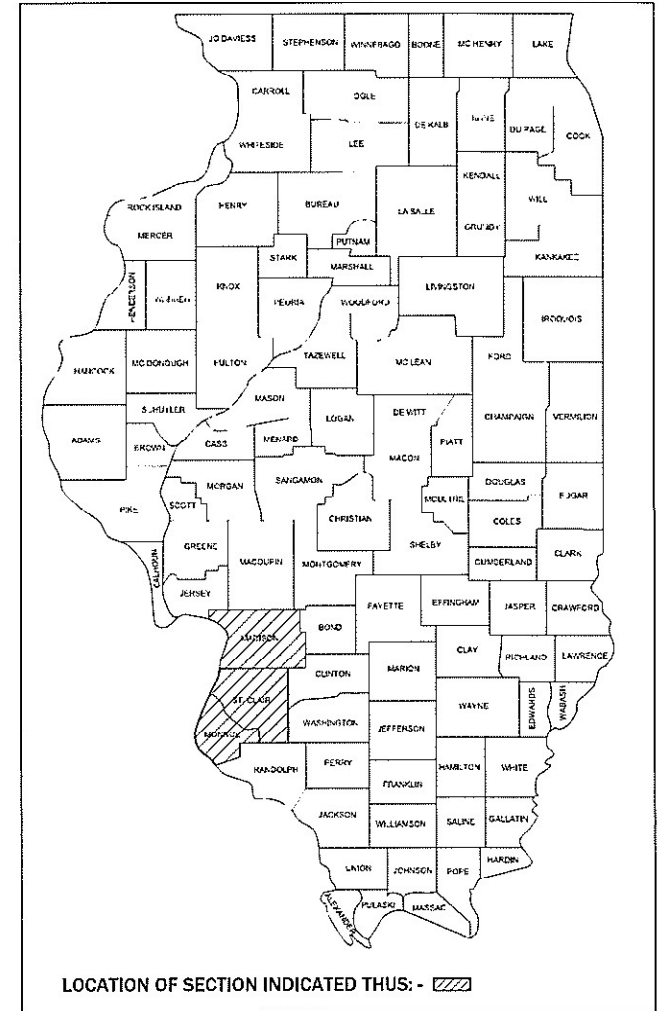 JO DAVIESS STEPHENSON WINNEBAGO BOONE MC HENRY LAKE
CARROLL OGLE DE KALB DU PAGE COOK
WHITESIDE LEE
KENDALL WILL
ROCK ISLAND HENRY BUREAU LA SALLE GRUNDY
MERCER PUTNAM
STARK MARSHALL KANKAKEE
HENDERSON KNOX PEORIA WOODFORD LIVINGSTON
IROQUOIS
HANCOCK MC DONOUGH FULTON TAZEWELL MC LEAN FORD
MASON
SCHUYLER LOGAN DE WITT CHAMPAIGN VERMILION
ADAMS BROWN CASS MENARD MACON PIATT
MORGAN SANGAMON DOUGLAS
PIKE SCOTT CHRISTIAN MOULTRIE COLES EDGAR
GREENE MACOUPIN MONTGOMERY SHELBY CUMBERLAND CLARK
CALHOUN JERSEY
FAYETTE EFFINGHAM JASPER CRAWFORD
MADISON BOND
CLINTON MARION CLAY RICHLAND LAWRENCE
ST. CLAIR WAYNE EDWARDS WABASH
MONROE WASHINGTON JEFFERSON
RANDOLPH PERRY HAMILTON WHITE
FRANKLIN
JACKSON WILLIAMSON SALINE GALLATIN
UNION JOHNSON POPE HARDIN
ALEXANDER PULASKI MASSAC
LOCATION OF SECTION INDICATED THUS: -